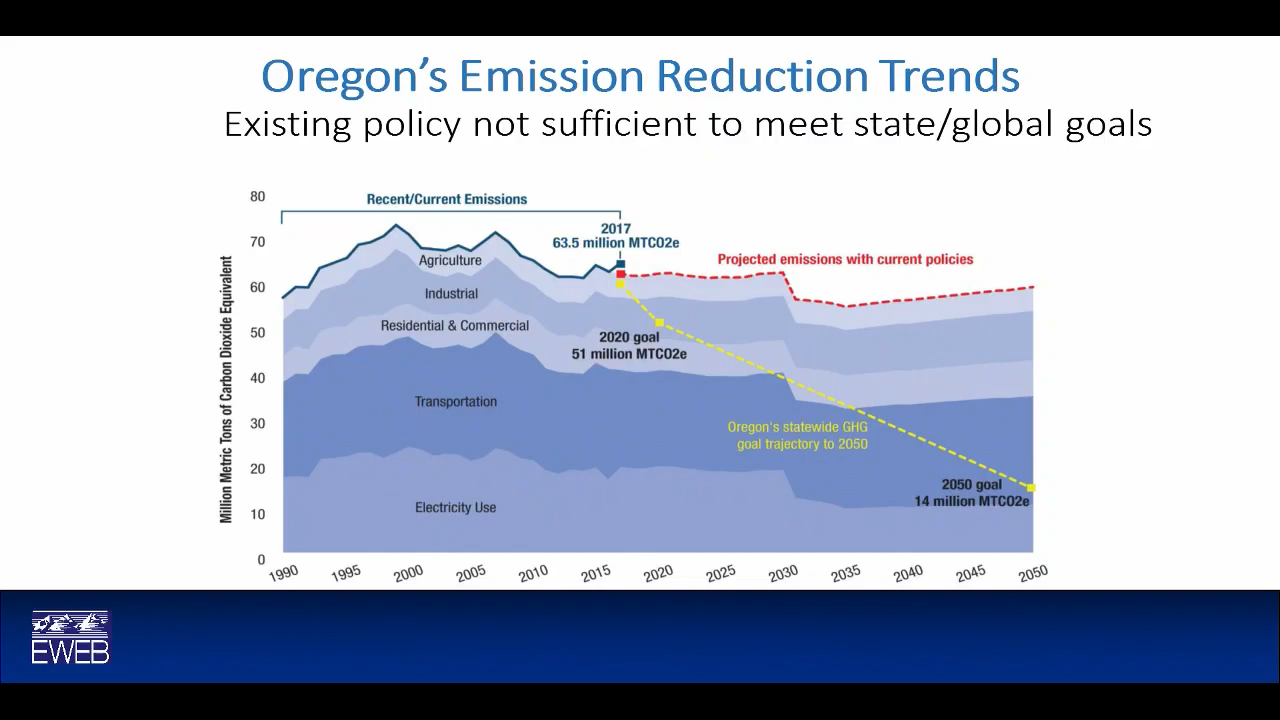 Oregon's Emission Reduction Trends
Existing policy not sufficient to meet state/global goals
Million Metric Tons of Carbon Dioxide Equivalent
80
70
60
50
40
30
20
10
0
Recent/Current Emissions
2017
63.5 million MTCO2e
Projected emissions with current policies
Agriculture
Industrial
Residential & Commercial
2020 goal
51 million MTCO2e
Transportation
Oregon's statewide GHG
goal trajectory to 2050
2050 goal
14 million MTCO2e
Electricity Use
1990
1995
2000
2005
2010
2015
2020
2025
2030
2035
2040
2045
2050
EWEB